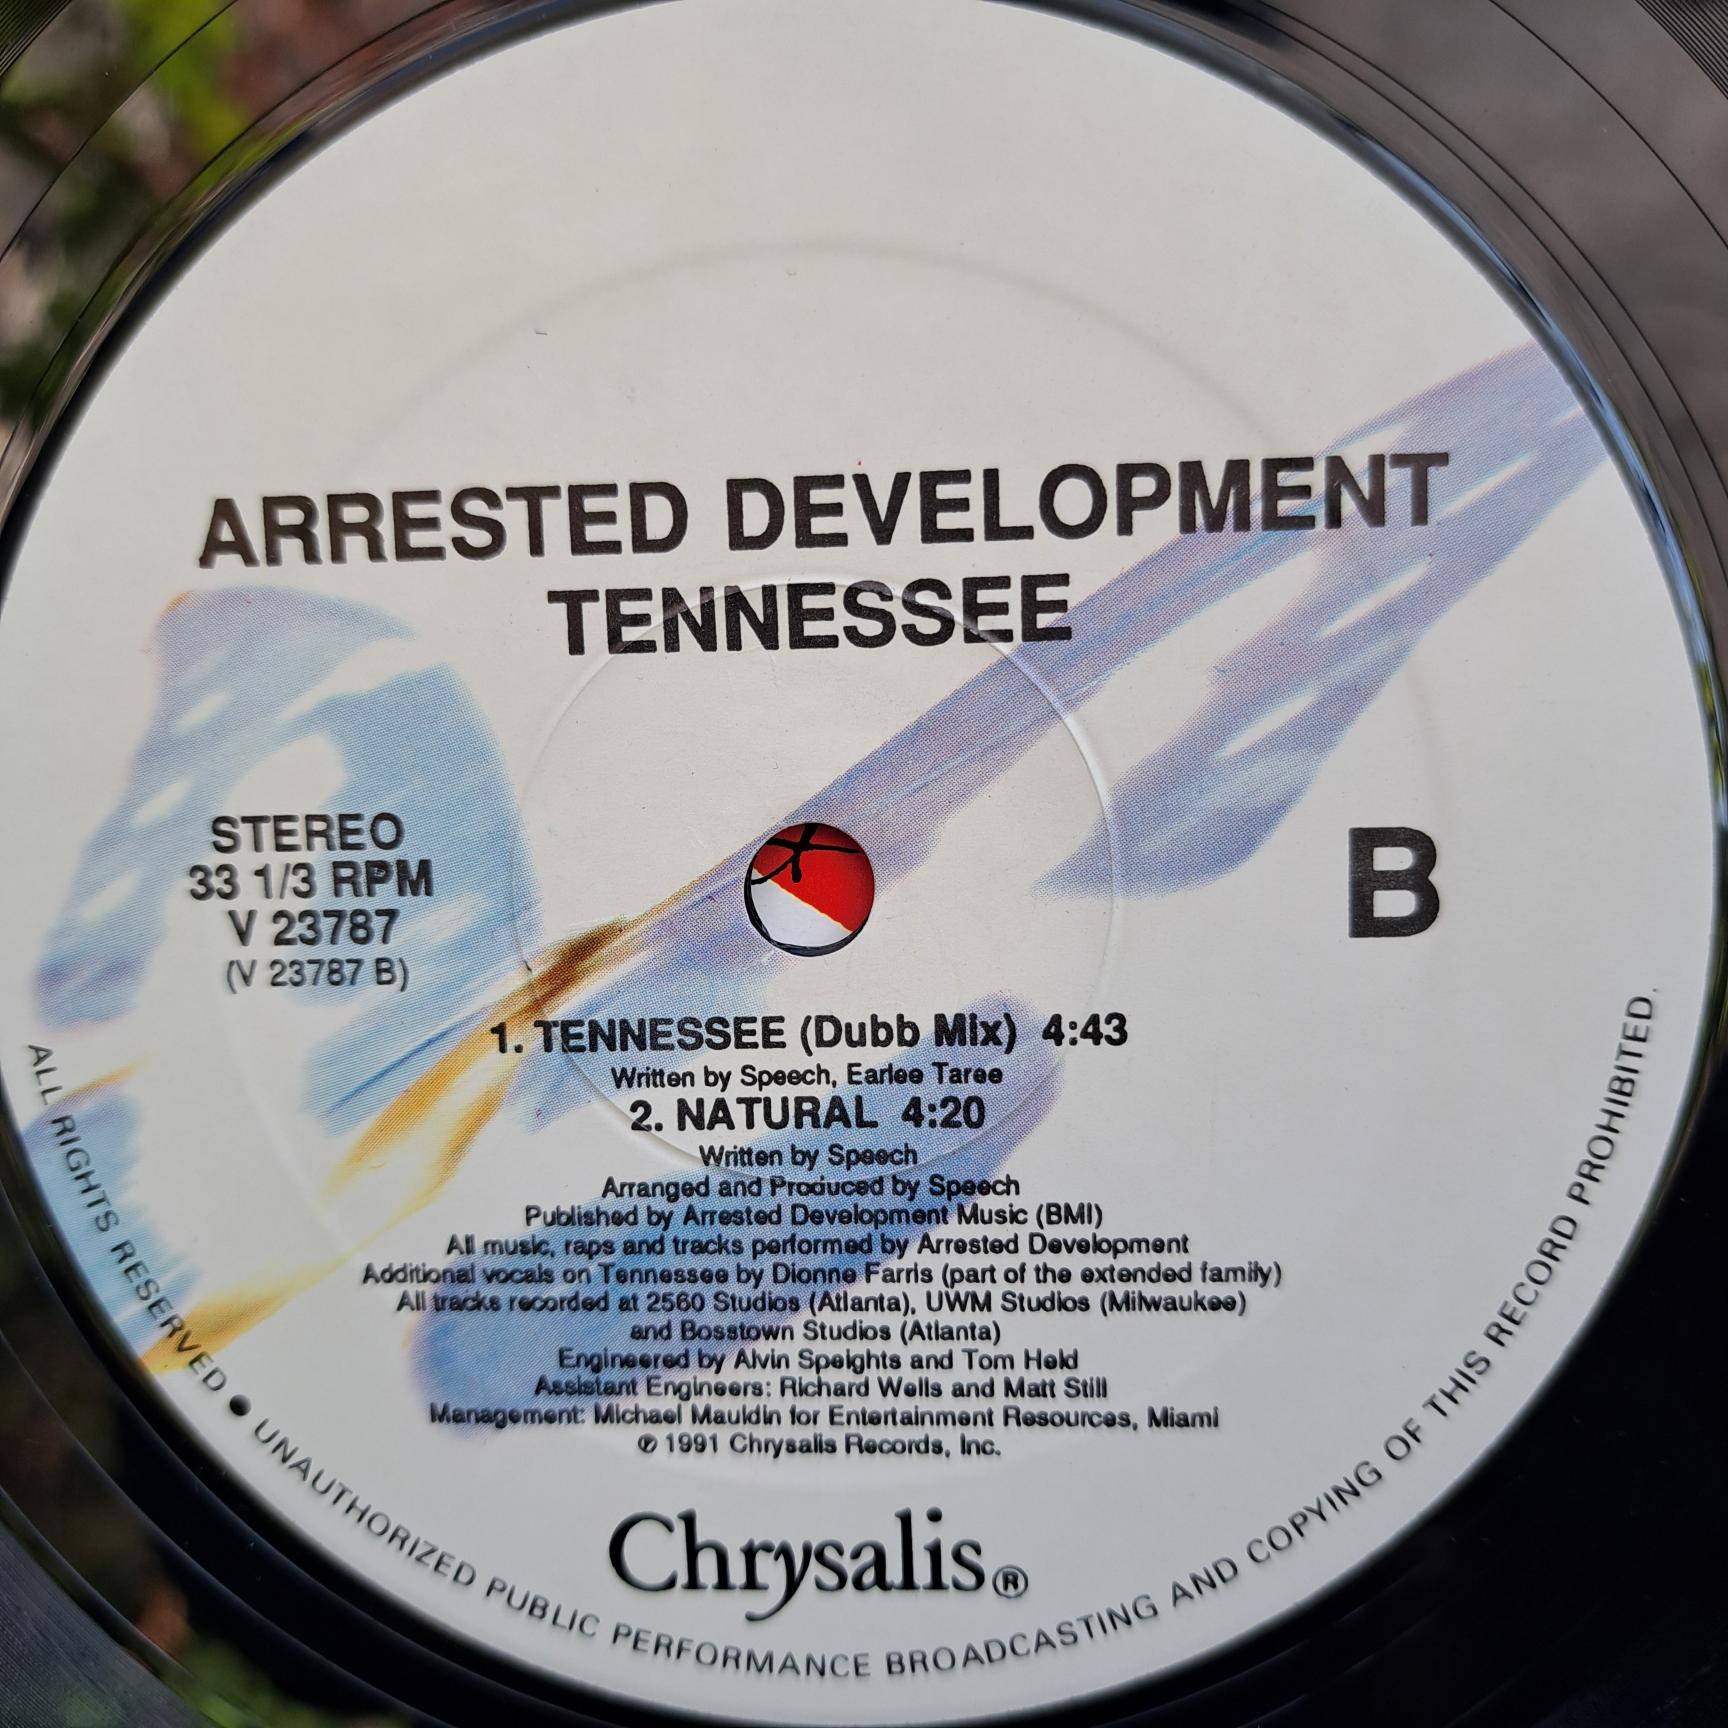 ARRESTED DEVELOPMENT
TENNESSEE
STEREO
33 1/3 RPM
V 23787
(V 23787 B)
B
1. TENNESSEE (Dubb Mix) 4:43
Written by Speech, Earlee Taree
2. NATURAL 4:20
Written by Speech
Arranged and Produced by Speech
Published by Arrested Development Music (BMI)
All music, raps and tracks performed by Arrested Development
Additional vocals on Tennessee by Dionne Farris (part of the extended family)
All tracks recorded at 2560 Studios (Atlanta), UWM Studios (Milwaukee)
and Bosstown Studios (Atlanta)
Engineered by Alvin Speights and Tom Held
Assistant Engineers: Richard Wells and Matt Still
Management: Michael Mauldin for Entertainment Resources, Miami
℗ 1991 Chrysalis Records, Inc.
Chrysalis®
ALL RIGHTS RESERVED ● UNAUTHORIZED PUBLIC PERFORMANCE BROADCASTING AND COPYING OF THIS RECORD PROHIBITED.